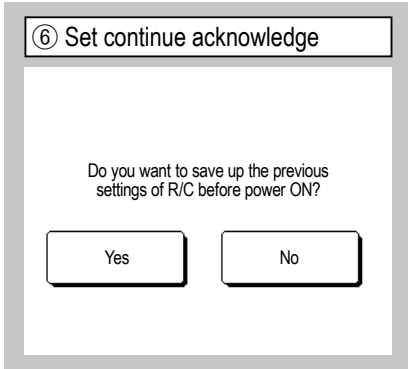 ⑥ Set continue acknowledge
Do you want to save up the previous
settings of R/C before power ON?
Yes
No